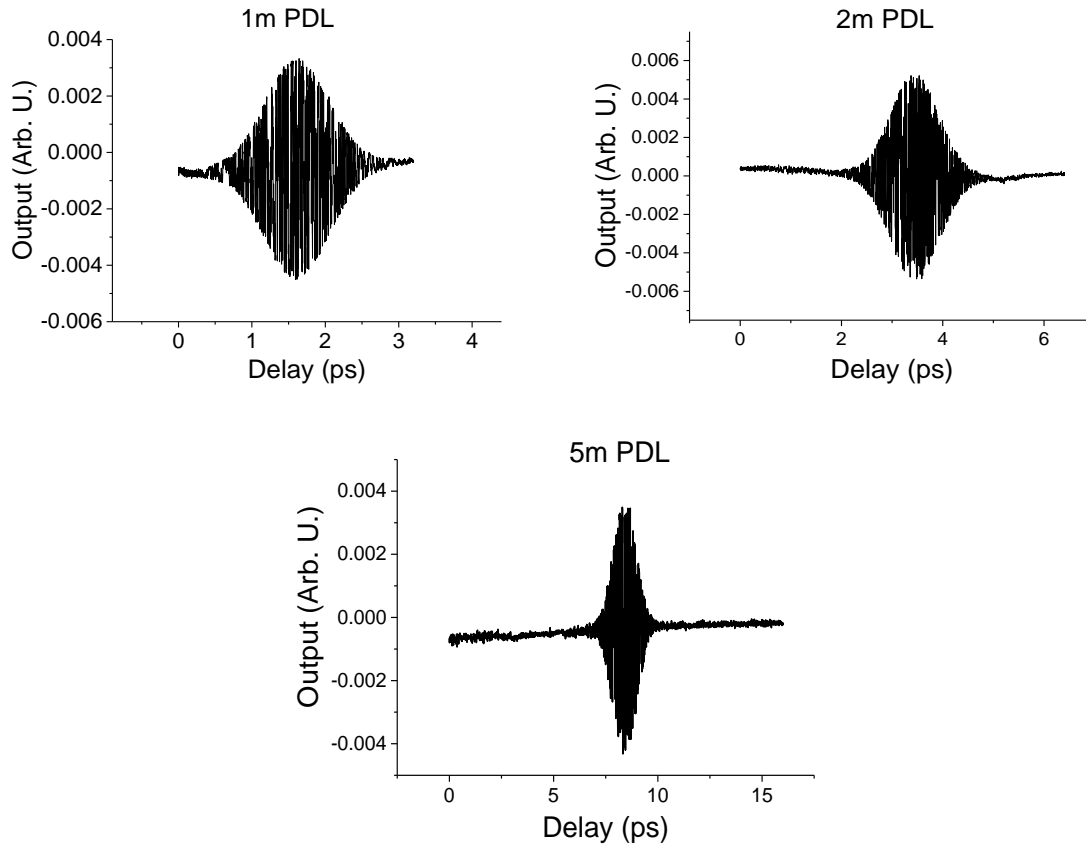 1m PDL
0.004
0.002
0.000
-0.002
-0.004
-0.006
Output (Arb. U.)
0 1 2 3 4
Delay (ps)
2m PDL
0.006
0.004
0.002
0.000
-0.002
-0.004
-0.006
Output (Arb. U.)
0 2 4 6
Delay (ps)
5m PDL
0.004
0.002
0.000
-0.002
-0.004
Output (Arb. U.)
0 5 10 15
Delay (ps)